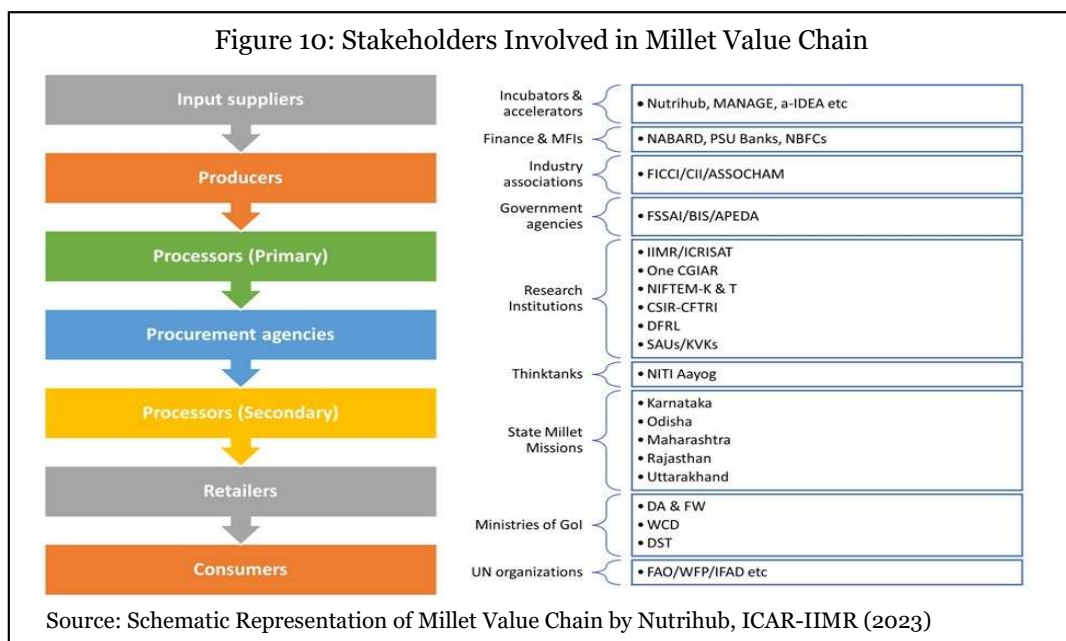 Figure 10: Stakeholders Involved in Millet Value Chain
Input suppliers
Producers
Processors (Primary)
Procurement agencies
Processors (Secondary)
Retailers
Consumers
Incubators &
accelerators
• Nutrihub, MANAGE, a-IDEA etc
Finance & MFIs
• NABARD, PSU Banks, NBFCs
Industry
associations
• FICCI/CII/ASSOCHAM
Government
agencies
• FSSAI/BIS/APEDA
Research
Institutions
• IIMR/ICRISAT
• One CGIAR
• NIFTEM-K & T
• CSIR-CFTRI
• DFRL
• SAUs/KVKs
Thinktanks
• NITI Aayog
State Millet
Missions
• Karnataka
• Odisha
• Maharashtra
• Rajasthan
• Uttarakhand
Ministries of GoI
• DA & FW
• WCD
• DST
UN organizations
• FAO/WFP/IFAD etc
Source: Schematic Representation of Millet Value Chain by Nutrihub, ICAR-IIMR (2023)